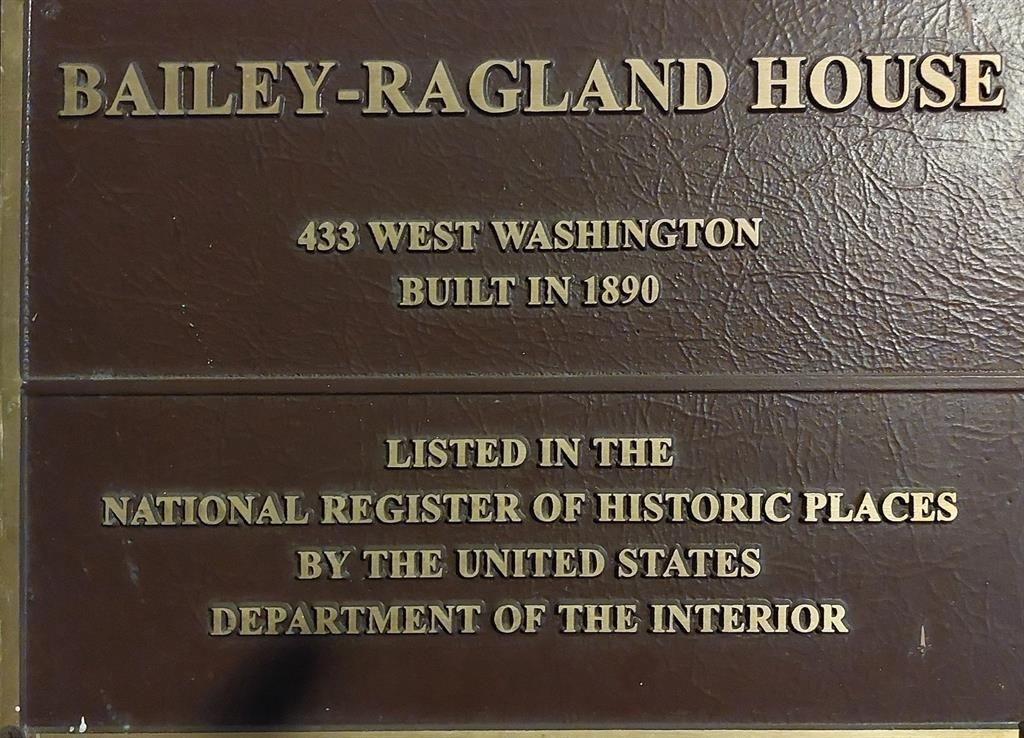 BAILEY-RAGLAND HOUSE
433 WEST WASHINGTON
BUILT IN 1890
LISTED IN THE
NATIONAL REGISTER OF HISTORIC PLACES
BY THE UNITED STATES
DEPARTMENT OF THE INTERIOR